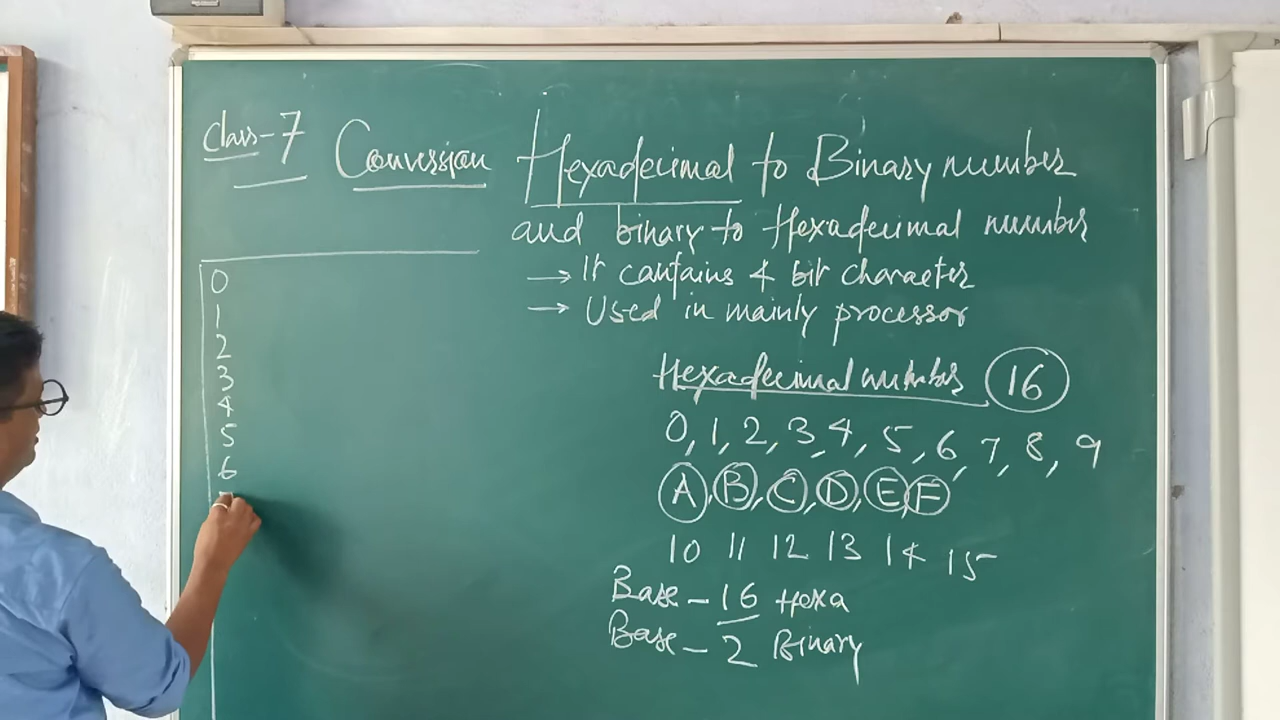 Class-7 Conversion Hexadecimal to Binary number
and binary to Hexadecimal number
→ It contains 4 bit character
→ Used in mainly processor
Hexadecimal number 16
0, 1, 2, 3, 4, 5, 6, 7, 8, 9
A, B, C, D, E, F
10 11 12 13 14 15
Base - 16 Hexa
Base - 2 Binary
0
1
2
3
4
5
6